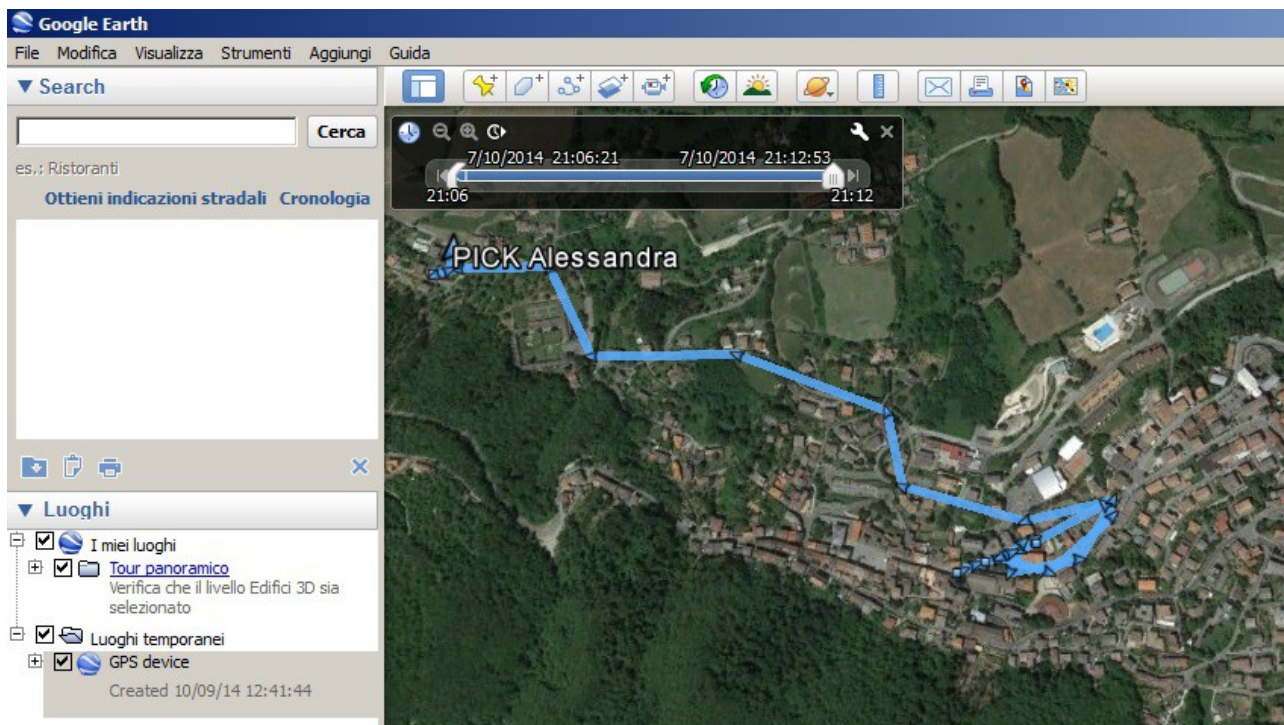 Google Earth
File Modifica Visualizza Strumenti Aggiungi Guida
Search
Cerca
es.: Ristoranti
Ottieni indicazioni stradali Cronologia
7/10/2014 21:06:21 7/10/2014 21:12:53
21:06 21:12
PICK Alessandra
Luoghi
I miei luoghi
Tour panoramico
Verifica che il livello Edifici 3D sia
selezionato
Luoghi temporanei
GPS device
Created 10/09/14 12:41:44